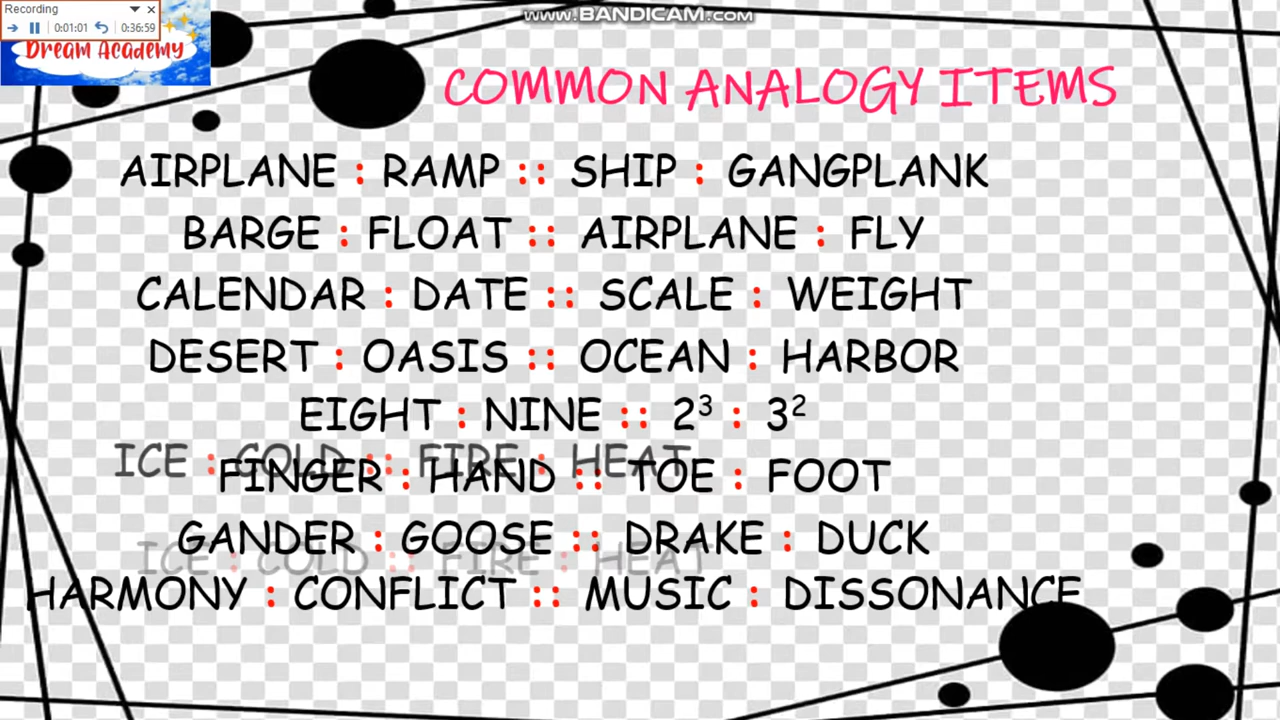 Recording
0:01:01 0:36:59
Dream Academy
www.BANDICAM.com
COMMON ANALOGY ITEMS
AIRPLANE : RAMP :: SHIP : GANGPLANK
BARGE : FLOAT :: AIRPLANE : FLY
CALENDAR : DATE :: SCALE : WEIGHT
DESERT : OASIS :: OCEAN : HARBOR
EIGHT : NINE :: 2³ : 3²
ICE : COLD :: FIRE : HEAT
FINGER : HAND :: TOE : FOOT
GANDER : GOOSE :: DRAKE : DUCK
ICE : COLD :: FIRE : HEAT
HARMONY : CONFLICT :: MUSIC : DISSONANCE